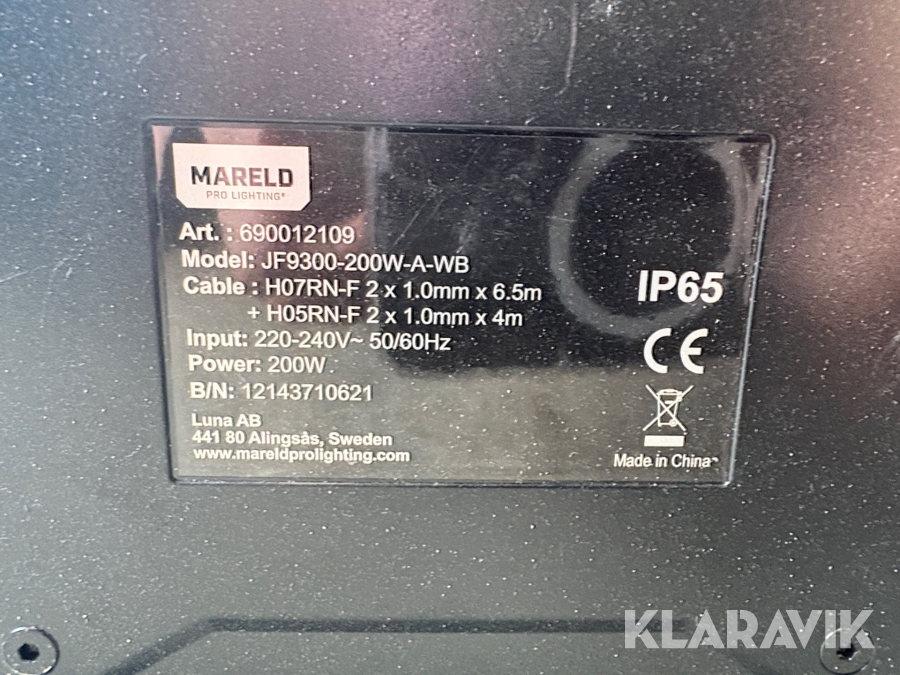 MARELD
PRO LIGHTING®
Art. : 690012109
Model: JF9300-200W-A-WB
Cable : H07RN-F 2 x 1.0mm x 6.5m
+ H05RN-F 2 x 1.0mm x 4m
Input: 220-240V~ 50/60Hz
Power: 200W
B/N: 12143710621
Luna AB
441 80 Alingsås, Sweden
www.mareldprolighting.com
IP65
CE
Made in China
KLARAVIK